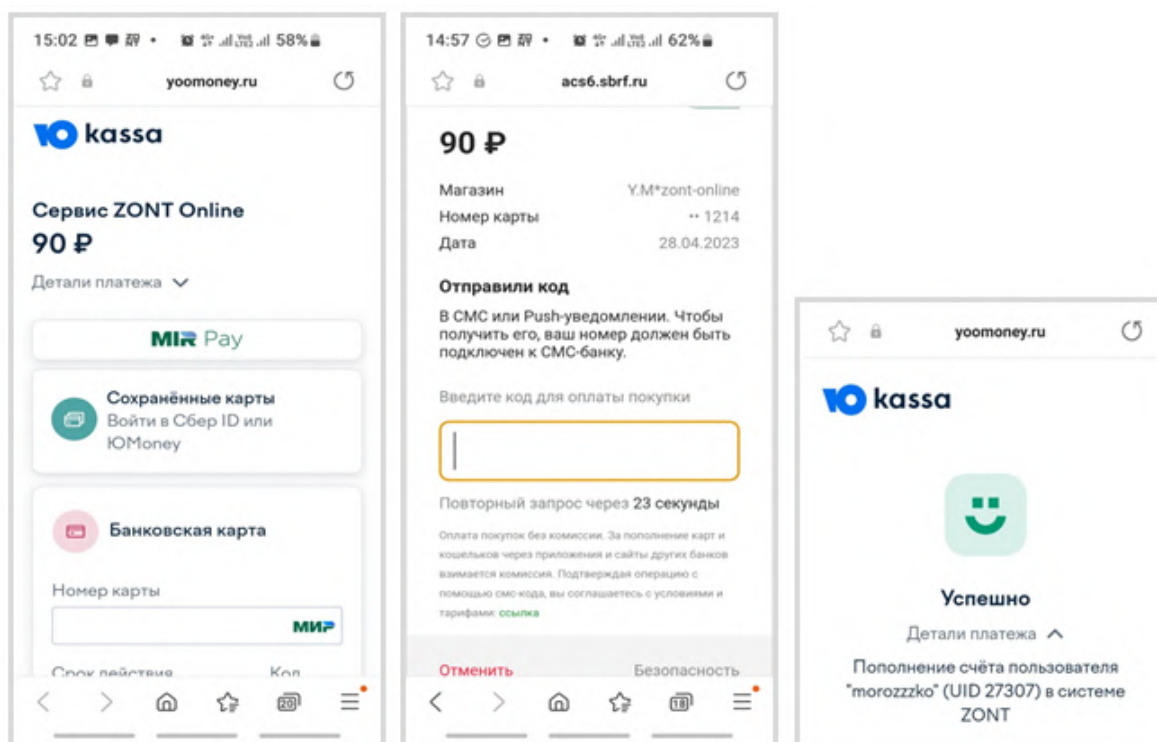 15:02
58%
yoomoney.ru
Ю kassa
Сервис ZONT Online
90 ₽
Детали платежа
MIR Pay
Сохранённые карты
Войти в Сбер ID или
ЮMoney
Банковская карта
Номер карты
МИР
Срок действия Код
20
14:57
62%
acs6.sbrf.ru
90 ₽
Магазин Y.M*zont-online
Номер карты •• 1214
Дата 28.04.2023
Отправили код
В СМС или Push-уведомлении. Чтобы
получить его, ваш номер должен быть
подключен к СМС-банку.
Введите код для оплаты покупки
Повторный запрос через 23 секунды
Оплата покупок без комиссии. За пополнение карт и
кошельков через приложения и сайты других банков
взимается комиссия. Подтверждая операцию с
помощью смс-кода, вы соглашаетесь с условиями и
тарифами: ссылка
Отменить Безопасность
18
yoomoney.ru
Ю kassa
Успешно
Детали платежа
Пополнение счёта пользователя
"morozzzko" (UID 27307) в системе
ZONT